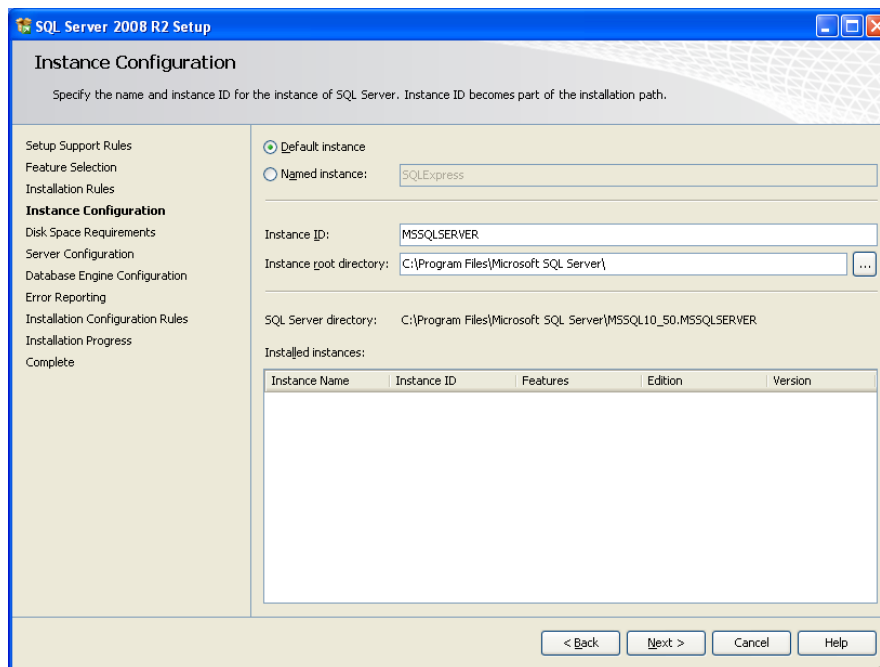 SQL Server 2008 R2 Setup
Instance Configuration
Specify the name and instance ID for the instance of SQL Server. Instance ID becomes part of the installation path.
Setup Support Rules
Feature Selection
Installation Rules
Instance Configuration
Disk Space Requirements
Server Configuration
Database Engine Configuration
Error Reporting
Installation Configuration Rules
Installation Progress
Complete
Default instance
Named instance: SQLExpress
Instance ID: MSSQLSERVER
Instance root directory: C:\Program Files\Microsoft SQL Server\ ...
SQL Server directory: C:\Program Files\Microsoft SQL Server\MSSQL10_50.MSSQLSERVER
Installed instances:
Instance Name Instance ID Features Edition Version
< Back Next > Cancel Help